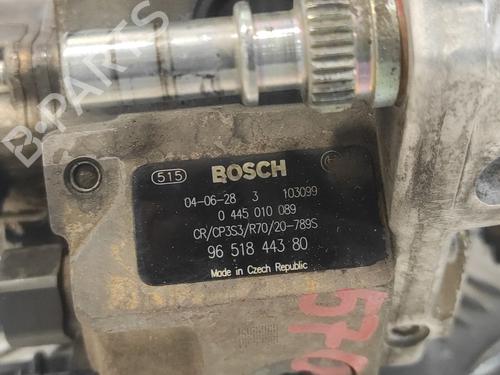 B-PARTS
515 BOSCH
04-06-28 3 103099
0 445 010 089
CR/CP3S3/R70/20-789S
96 518 443 80
Made in Czech Republic
570